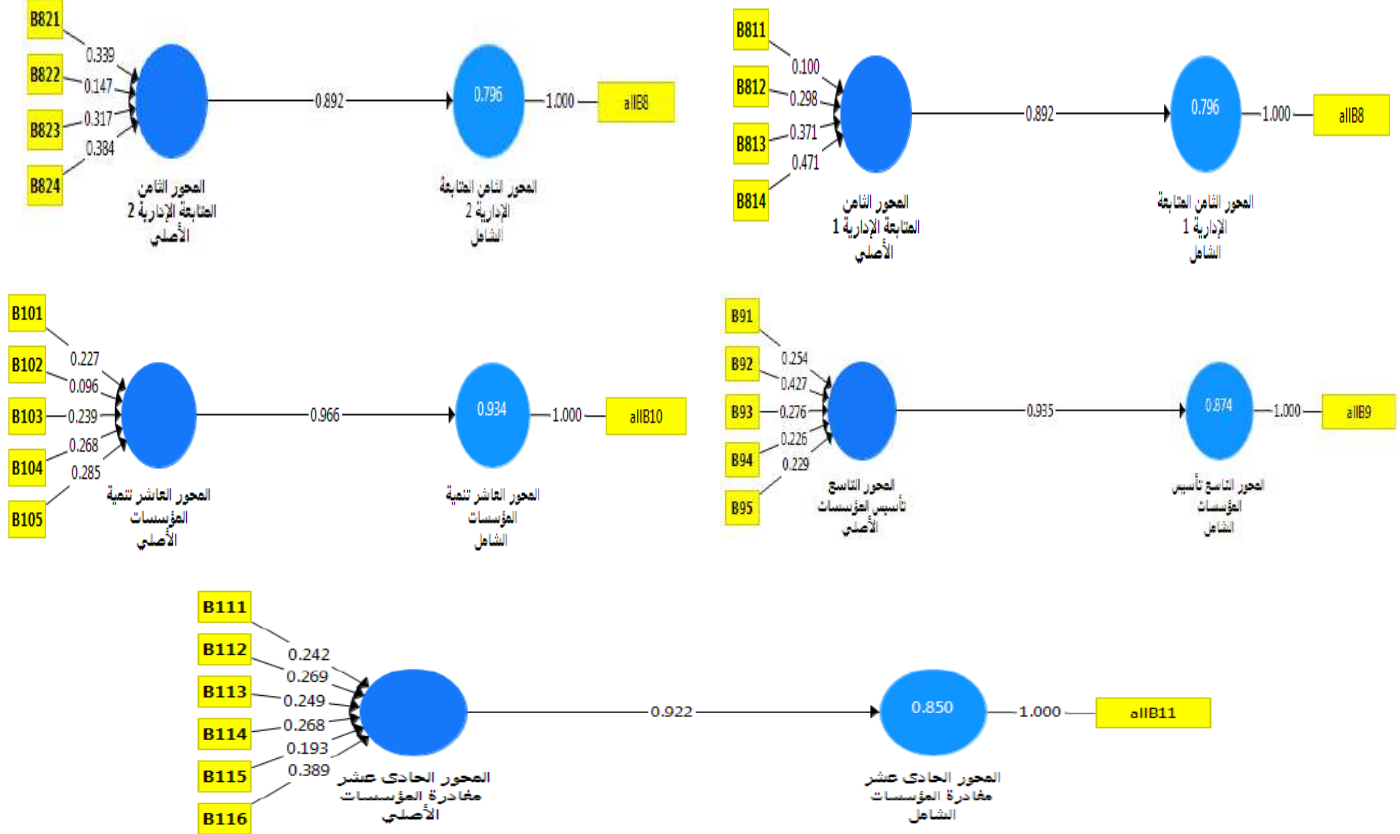 B821
0.339
B822
0.147
B823
0.317
0.384
B824
0.892
0.796
1.000
allB8
المحور الثامن
المتابعة الإدارية 2
الأصلي
المحور الثامن المتابعة
الإدارية 2
الشامل
B811
0.100
B812
0.298
B813
0.371
0.471
B814
0.892
0.796
1.000
allB8
المحور الثامن
المتابعة الإدارية 1
الأصلي
المحور الثامن المتابعة
الإدارية 1
الشامل
B101
0.227
B102
0.096
B103
0.239
0.268
B104
0.285
B105
0.966
0.934
1.000
allB10
المحور العاشر تنمية
المؤسسات
الأصلي
المحور العاشر تنمية
المؤسسات
الشامل
B91
0.254
B92
0.427
B93
0.276
0.226
B94
0.229
B95
0.935
0.874
1.000
allB9
المحور التاسع
تأسيس المؤسسات
الأصلي
المحور التاسع تأسيس
المؤسسات
الشامل
B111
0.242
B112
0.269
B113
0.249
0.268
B114
0.193
B115
0.389
B116
0.922
0.850
1.000
allB11
المحور الحادى عشر
مغادرة المؤسسات
الأصلي
المحور الحادى عشر
مغادرة المؤسسات
الشامل